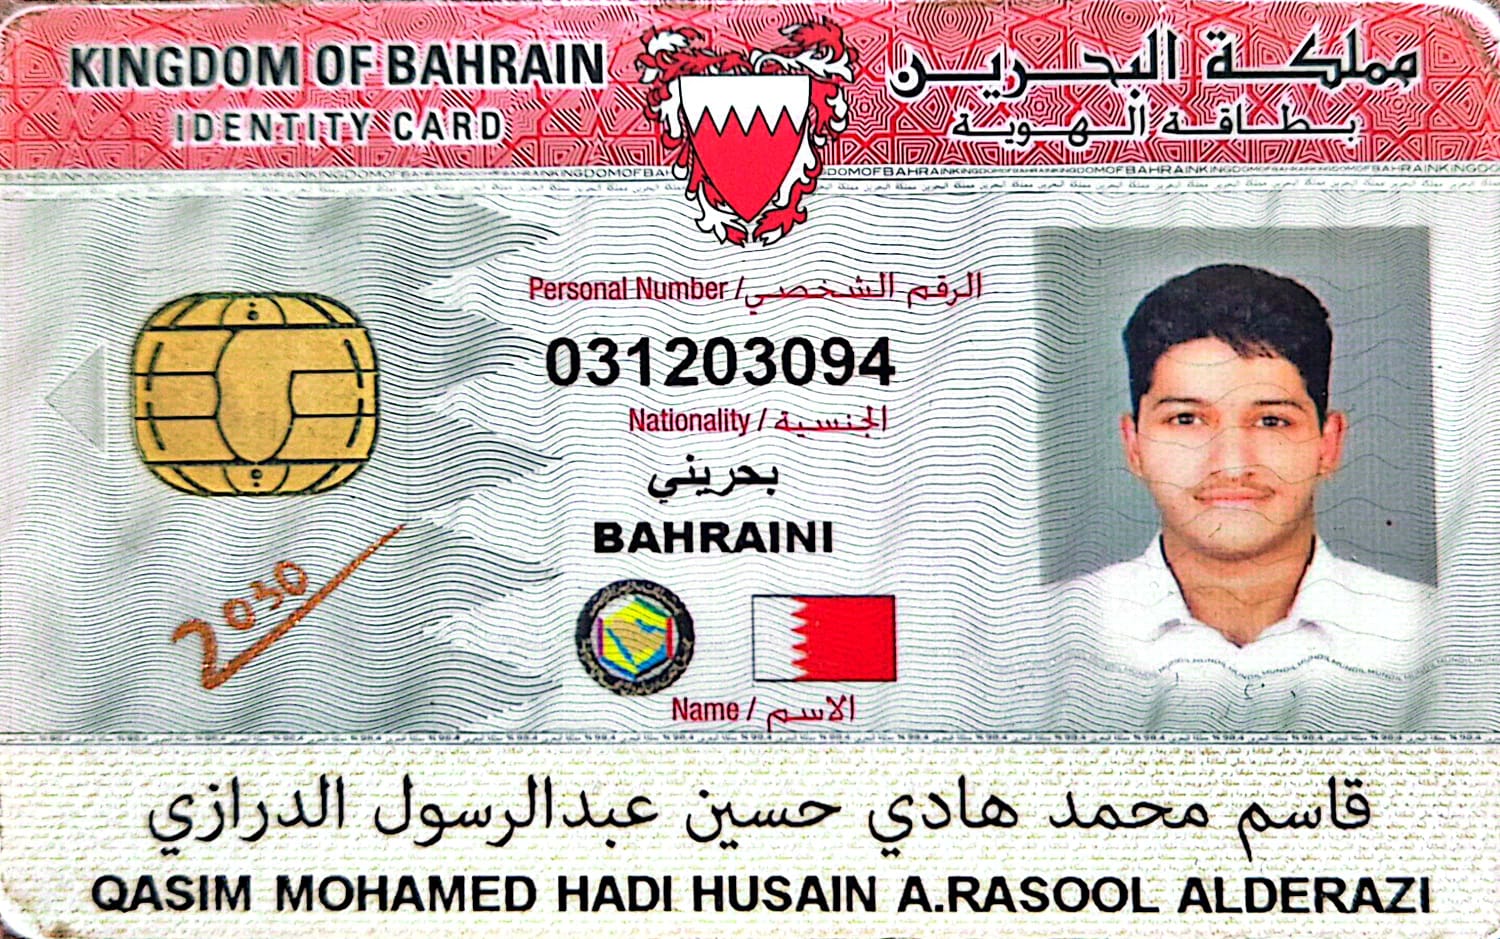 KINGDOM OF BAHRAIN
مملكة البحرين
IDENTITY CARD
بطاقة الهوية
Personal Number / الرقم الشخصي
031203094
Nationality / الجنسية
بحريني
BAHRAINI
2030
Name / الاسم
قاسم محمد هادي حسين عبدالرسول الدرازي
QASIM MOHAMED HADI HUSAIN A.RASOOL ALDERAZI